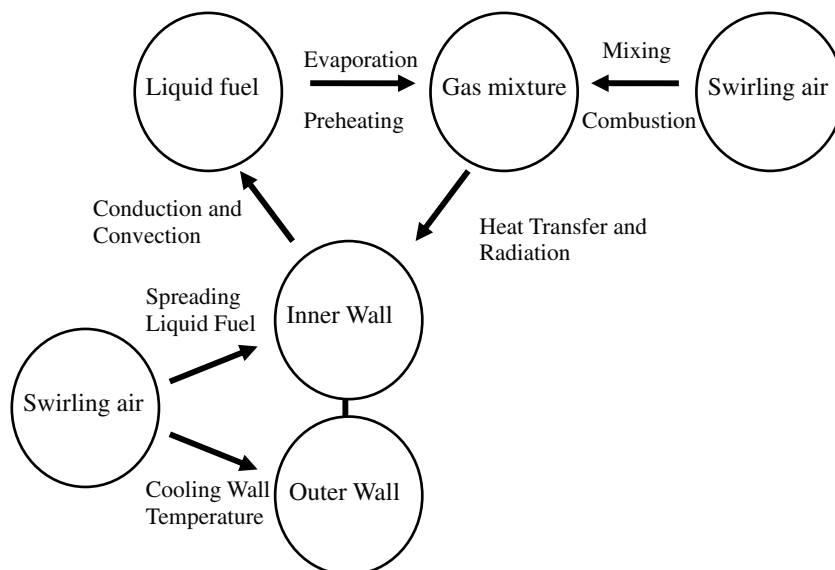 Evaporation
Mixing
Liquid fuel
Gas mixture
Swirling air
Preheating
Combustion
Conduction and
Convection
Heat Transfer and
Radiation
Spreading
Liquid Fuel
Inner Wall
Swirling air
Cooling Wall
Temperature
Outer Wall